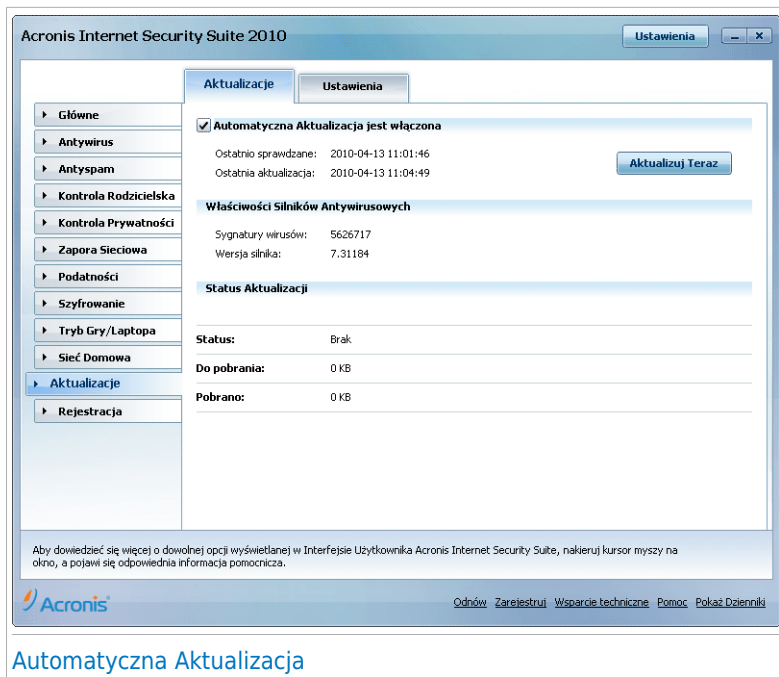 Acronis Internet Security Suite 2010
Ustawienia
Aktualizacje
Ustawienia
Główne
Antywirus
Antyspam
Kontrola Rodzicielska
Kontrola Prywatności
Zapora Sieciowa
Podatności
Szyfrowanie
Tryb Gry/Laptopa
Sieć Domowa
Aktualizacje
Rejestracja
Automatyczna Aktualizacja jest włączona
Ostatnio sprawdzane: 2010-04-13 11:01:46
Ostatnia aktualizacja: 2010-04-13 11:04:49
Aktualizuj Teraz
Właściwości Silników Antywirusowych
Sygnatury wirusów: 5626717
Wersja silnika: 7.31184
Status Aktualizacji
Status: Brak
Do pobrania: 0 KB
Pobrano: 0 KB
Aby dowiedzieć się więcej o dowolnej opcji wyświetlanej w Interfejsie Użytkownika Acronis Internet Security Suite, nakieruj kursor myszy na
okno, a pojawi się odpowiednia informacja pomocnicza.
Acronis
Odnów Zarejestruj Wsparcie techniczne Pomoc Pokaż Dzienniki
Automatyczna Aktualizacja